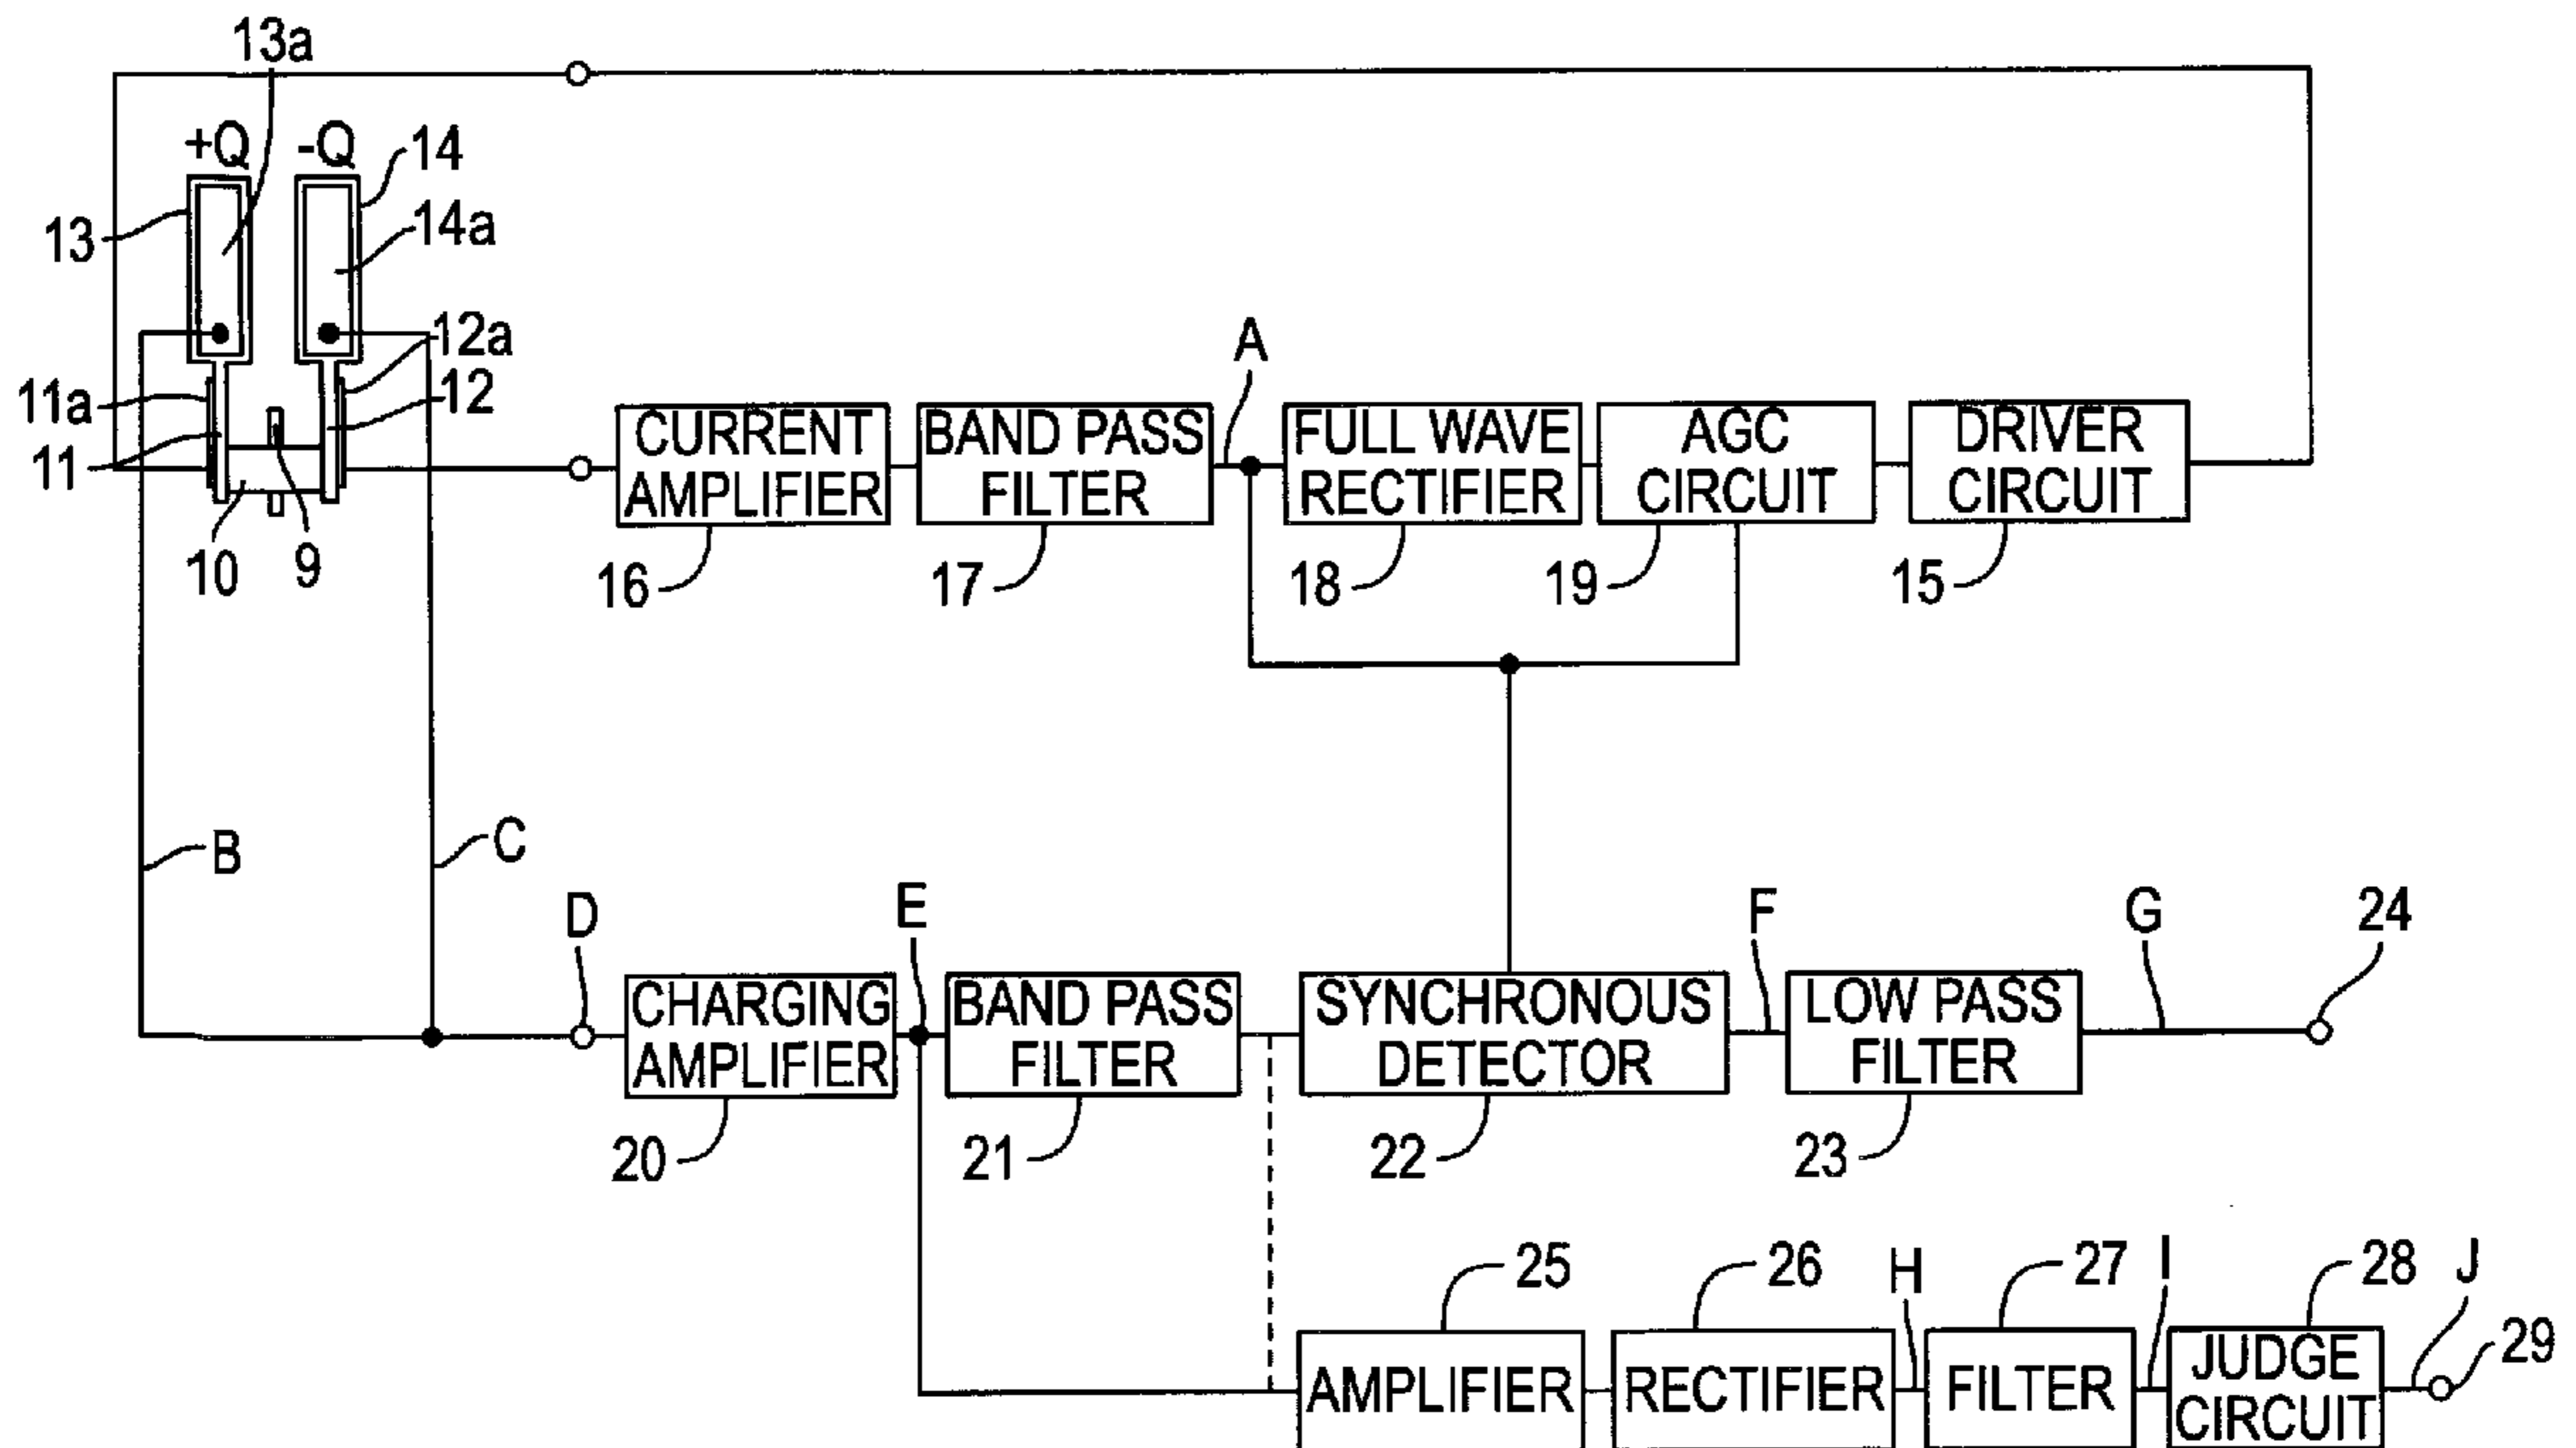 13a
+Q
-Q
14
13
14a
12a
11a
12
11
10
9
A
CURRENT
AMPLIFIER
BAND PASS
FILTER
FULL WAVE
RECTIFIER
AGC
CIRCUIT
DRIVER
CIRCUIT
16
17
18
19
15
B
C
D
E
F
G
24
CHARGING
AMPLIFIER
BAND PASS
FILTER
SYNCHRONOUS
DETECTOR
LOW PASS
FILTER
20
21
22
23
25
26
H
27
I
28
J
29
AMPLIFIER
RECTIFIER
FILTER
JUDGE
CIRCUIT